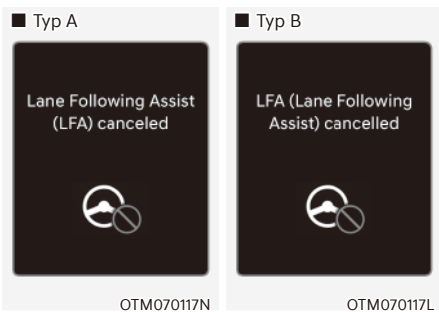 ■ Typ A
Lane Following Assist
(LFA) canceled
OTM070117N
■ Typ B
LFA (Lane Following
Assist) cancelled
OTM070117L